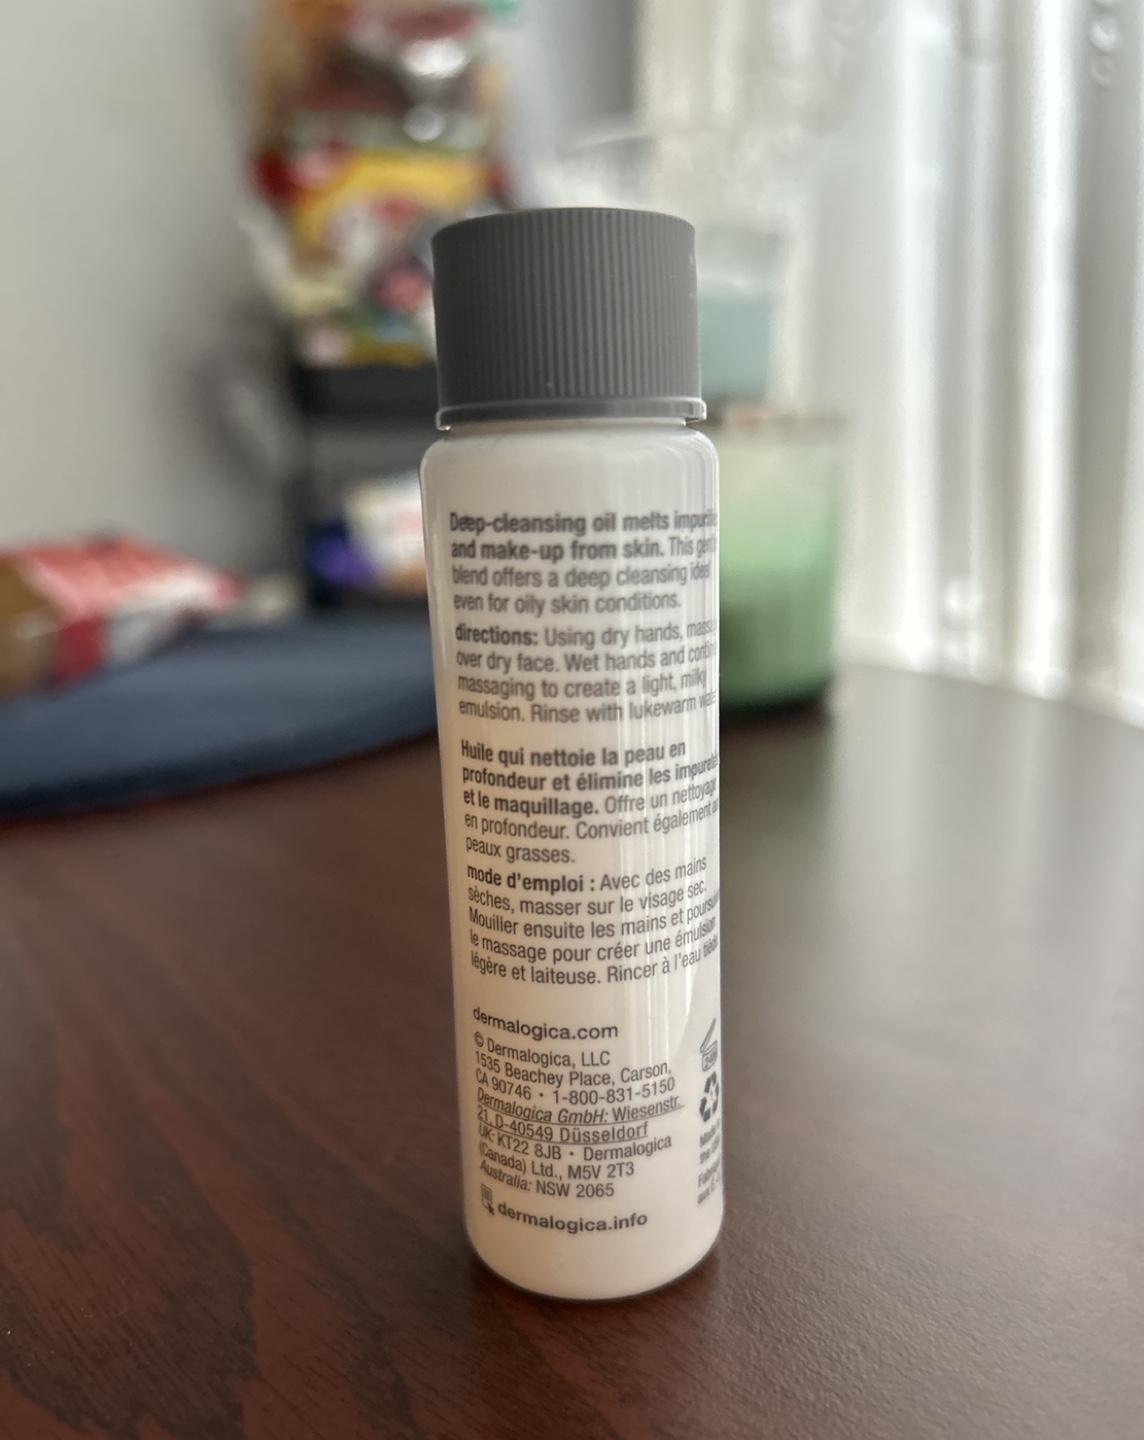 Deep-cleansing oil melts
and make-up from skin. This
blend offers a deep cleansing
even for oily skin conditions.
directions: Using dry hands,
over dry face. Wet hands and
massaging to create a light, milky
emulsion. Rinse with lukewarm
Huile qui nettoie la peau en
profondeur et élimine les
et le maquillage. Offre un nettoyage
en profondeur. Convient également
peaux grasses.
mode d'emploi : Avec des mains
sèches, masser sur le visage sec.
Mouiller ensuite les mains et
le massage pour créer une émulsion
légère et laiteuse. Rincer à l'eau
dermalogica.com
© Dermalogica, LLC
1535 Beachey Place, Carson,
CA 90746 • 1-800-831-5150
Dermalogica GmbH: Wiesenstr.
21, D-40549 Düsseldorf
UK: KT22 8JB • Dermalogica
(Canada) Ltd., M5V 2T3
Australia: NSW 2065
dermalogica.info